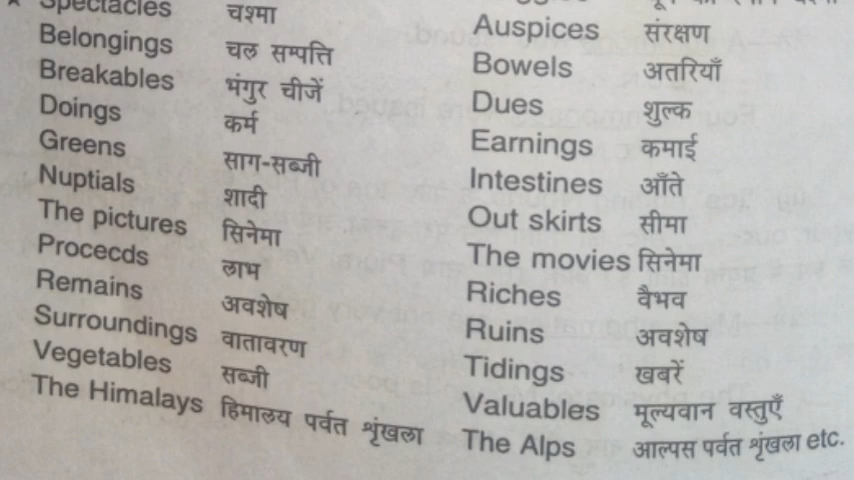 Spectacles चश्मा
Belongings चल सम्पत्ति
Breakables भंगुर चीजें
Doings कर्म
Greens साग-सब्जी
Nuptials शादी
The pictures सिनेमा
Procecds लाभ
Remains अवशेष
Surroundings वातावरण
Vegetables सब्जी
The Himalays हिमालय पर्वत शृंखला
Auspices संरक्षण
Bowels अतरियाँ
Dues शुल्क
Earnings कमाई
Intestines आँते
Out skirts सीमा
The movies सिनेमा
Riches वैभव
Ruins अवशेष
Tidings खबरें
Valuables मूल्यवान वस्तुएँ
The Alps आल्पस पर्वत शृंखला etc.